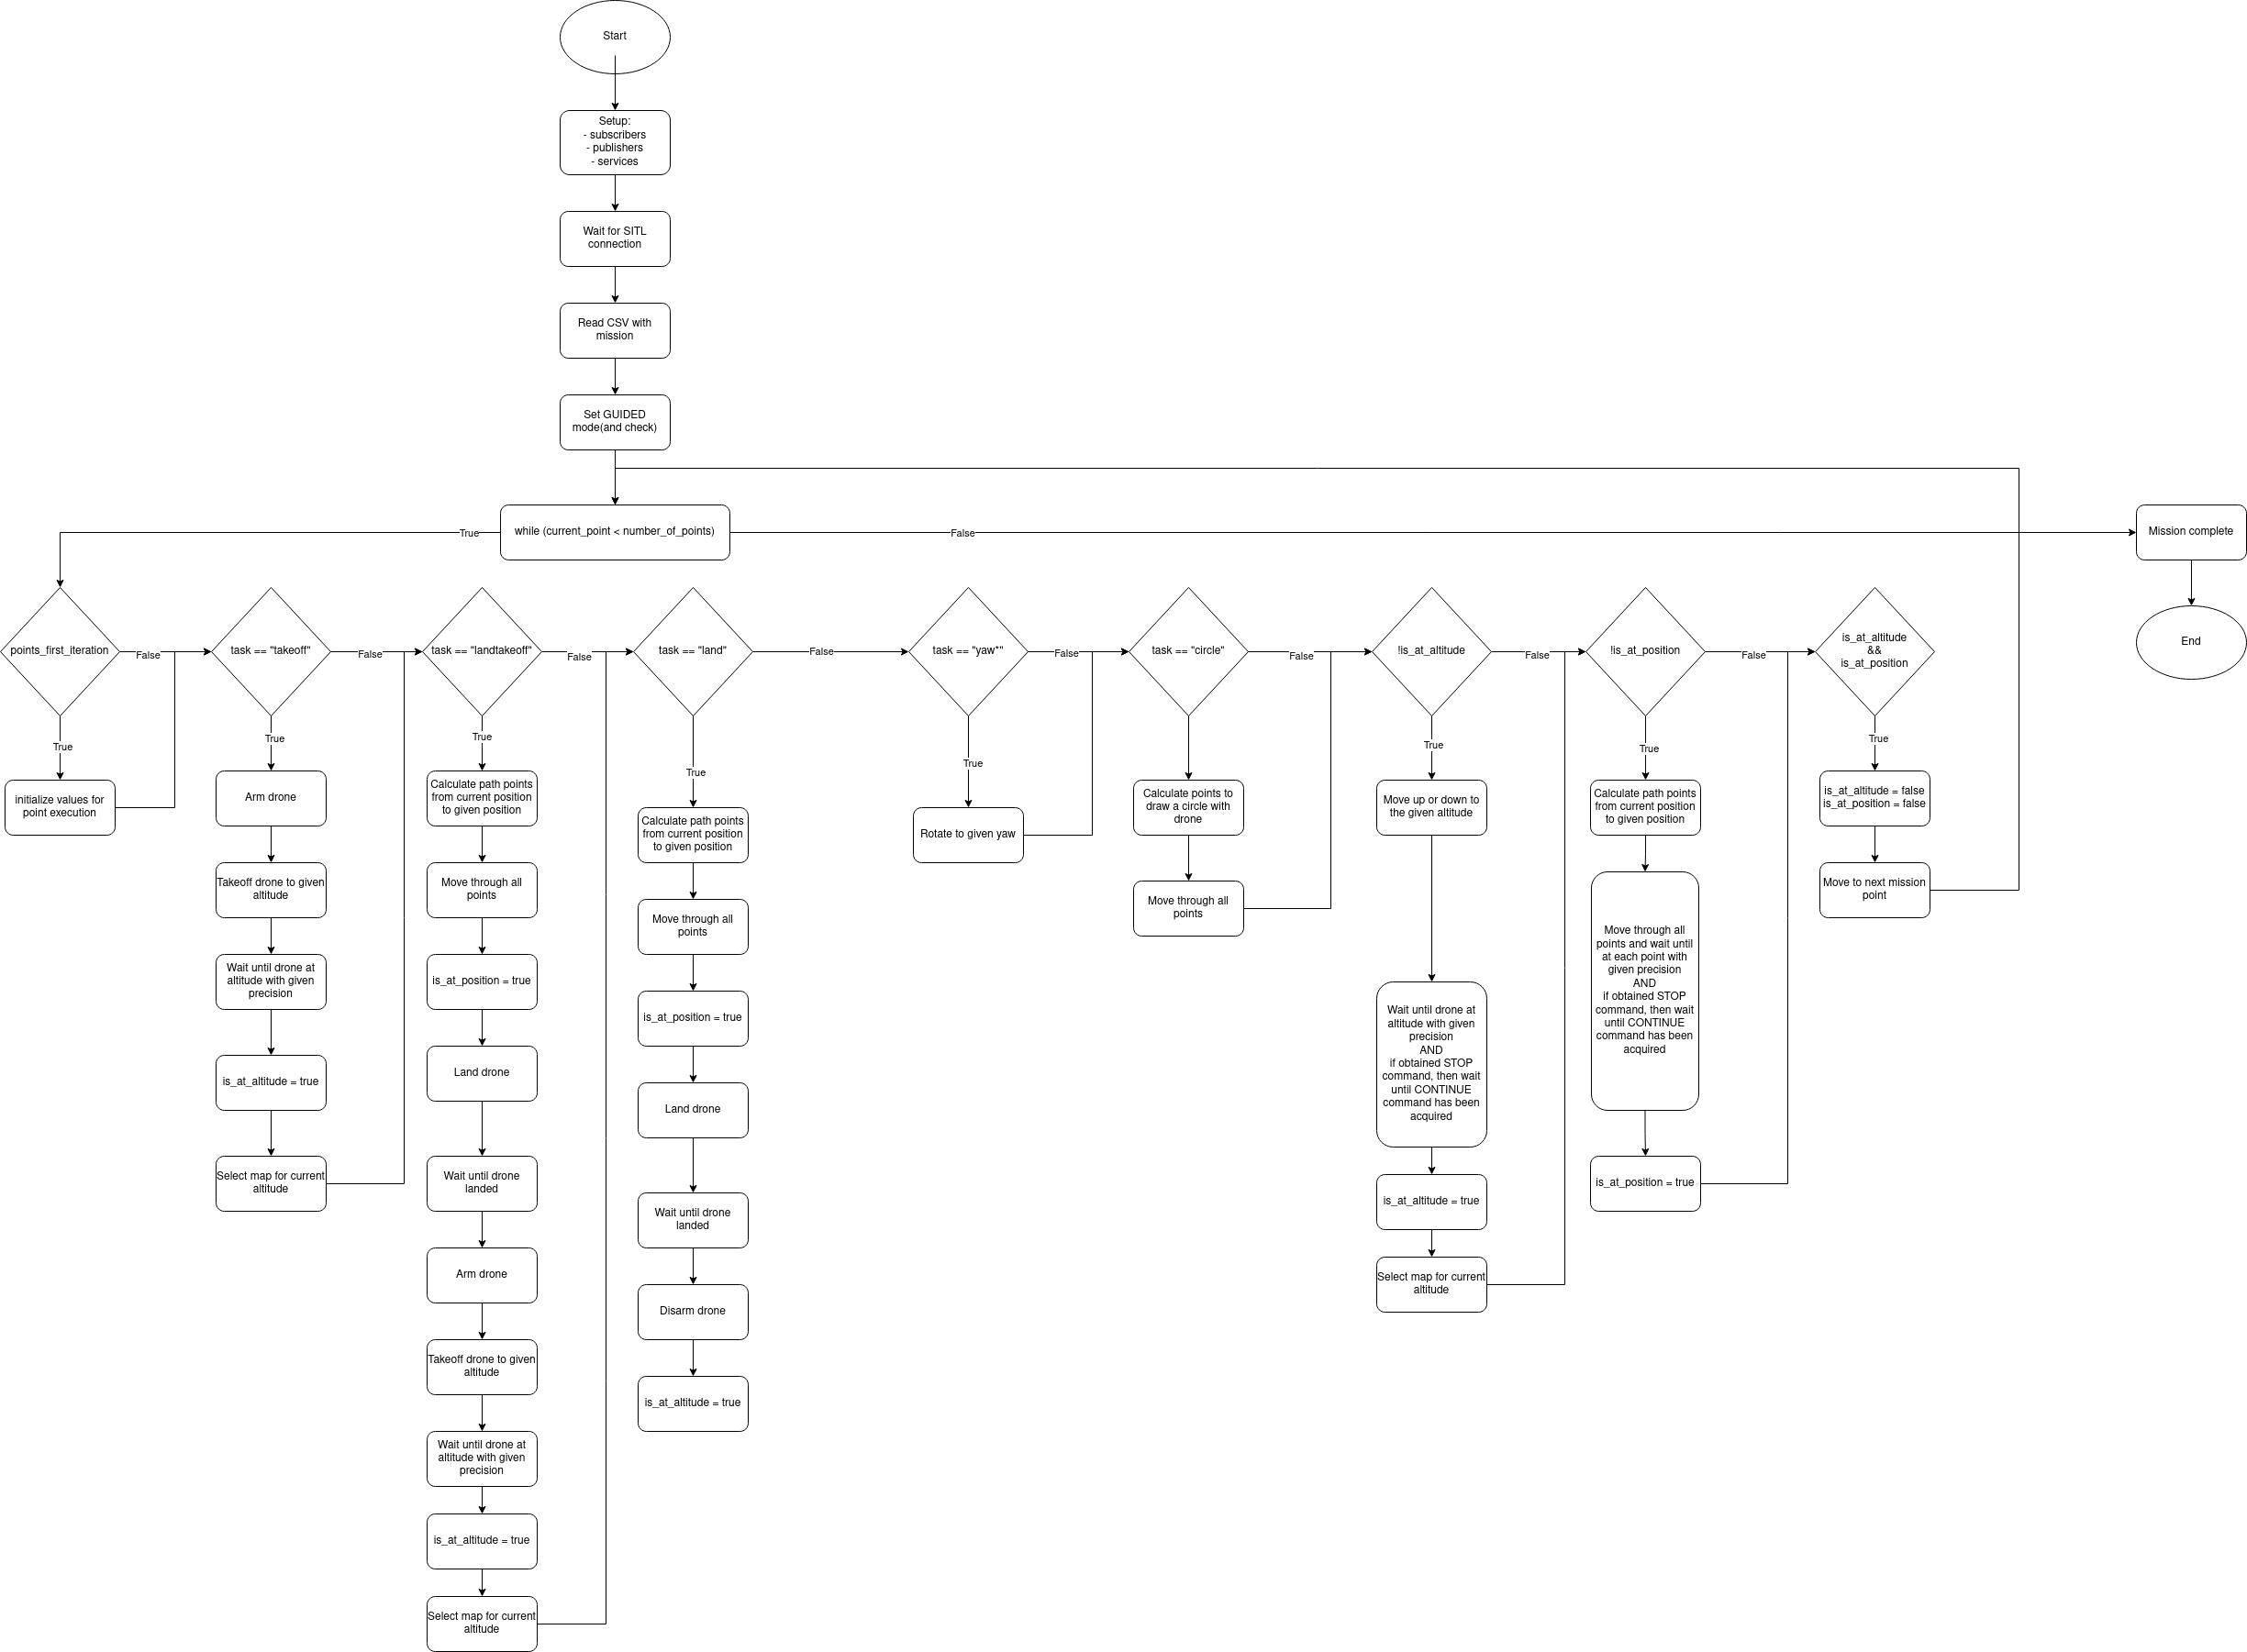 Start
Setup:
- subscribers
- publishers
- services
Wait for SITL
connection
Read CSV with
mission
Set GUIDED
mode(and check)
while (current_point < number_of_points)
True
False
Mission complete
End
points_first_iteration
False
True
initialize values for
point execution
task == "takeoff"
False
True
Arm drone
Takeoff drone to given
altitude
Wait until drone at
altitude with given
precision
is_at_altitude = true
Select map for current
altitude
task == "landtakeoff"
False
True
Calculate path points
from current position
to given position
Move through all
points
is_at_position = true
Land drone
Wait until drone
landed
Arm drone
Takeoff drone to given
altitude
Wait until drone at
altitude with given
precision
is_at_altitude = true
Select map for current
altitude
task == "land"
False
True
Calculate path points
from current position
to given position
Move through all
points
is_at_position = true
Land drone
Wait until drone
landed
Disarm drone
is_at_altitude = true
task == "yaw*"
False
True
Rotate to given yaw
task == "circle"
False
Calculate points to
draw a circle with
drone
Move through all
points
!is_at_altitude
False
True
Move up or down to
the given altitude
Wait until drone at
altitude with given
precision
AND
if obtained STOP
command, then wait
until CONTINUE
command has been
acquired
is_at_altitude = true
Select map for current
altitude
!is_at_position
False
True
Calculate path points
from current position
to given position
Move through all
points and wait until
at each point with
given precision
AND
if obtained STOP
command, then wait
until CONTINUE
command has been
acquired
is_at_position = true
is_at_altitude
&&
is_at_position
True
is_at_altitude = false
is_at_position = false
Move to next mission
point